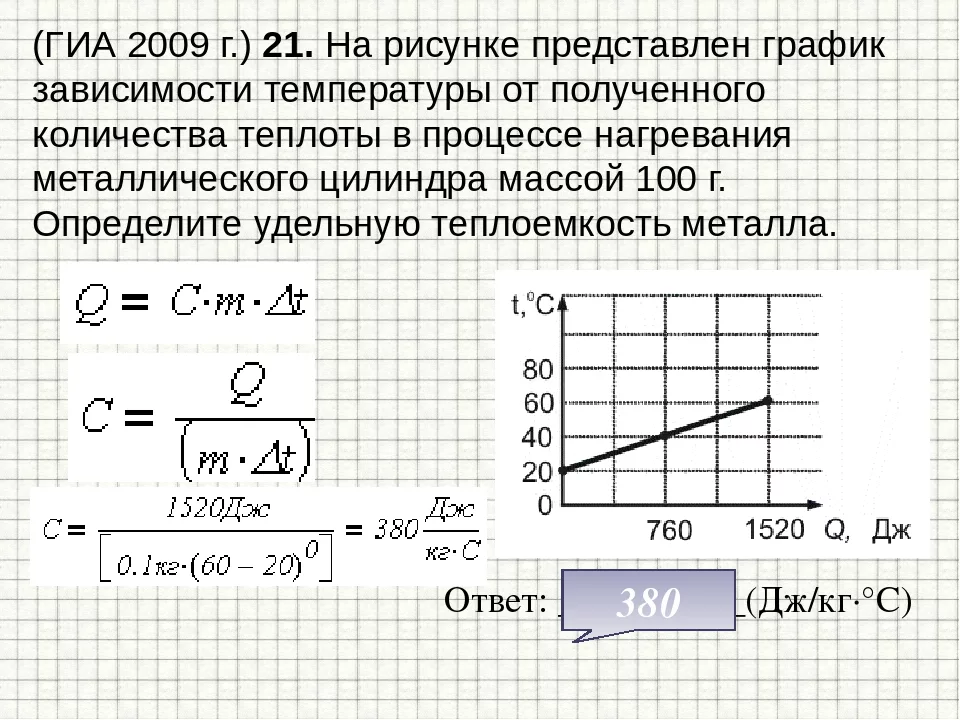 (ГИА 2009 г.) 21. На рисунке представлен график
зависимости температуры от полученного
количества теплоты в процессе нагревания
металлического цилиндра массой 100 г.
Определите удельную теплоемкость металла.
Q = C·m·Δt
C = Q / (m·Δt)
C = 1520Дж / [0.1кг·(60 – 20)⁰] = 380 Дж / кг·С
t,⁰C
80
60
40
20
0
760 1520 Q, Дж
Ответ: 380 (Дж/кг·°С)